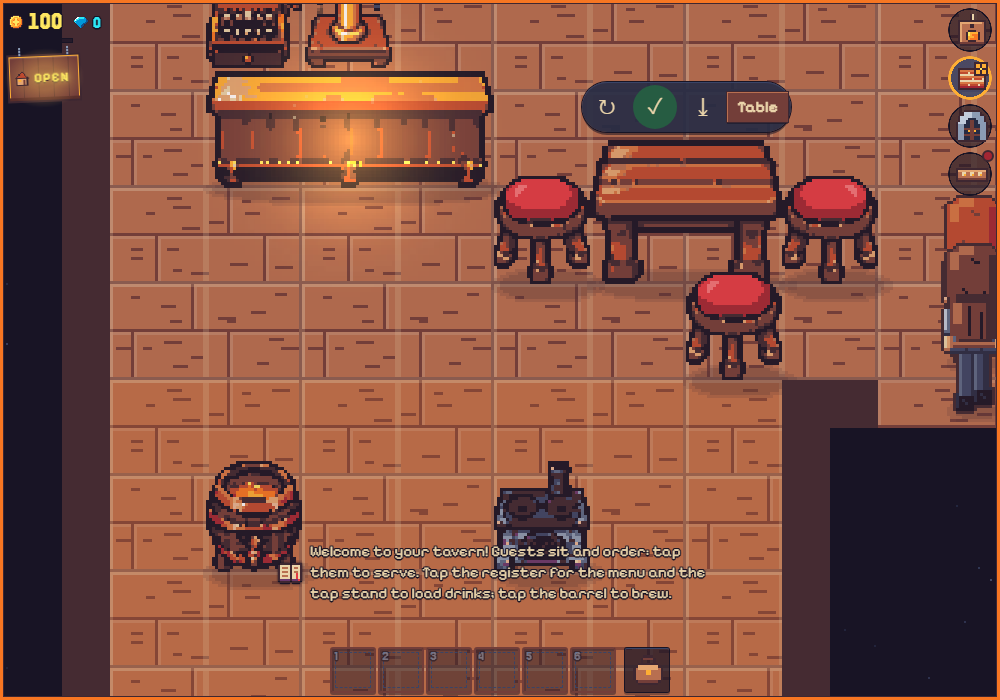 100
0
OPEN
Table
Welcome to your tavern! Guests sit and order: tap
them to serve. Tap the register for the menu and the
tap stand to load drinks; tap the barrel to brew.
1 2 3 4 5 6